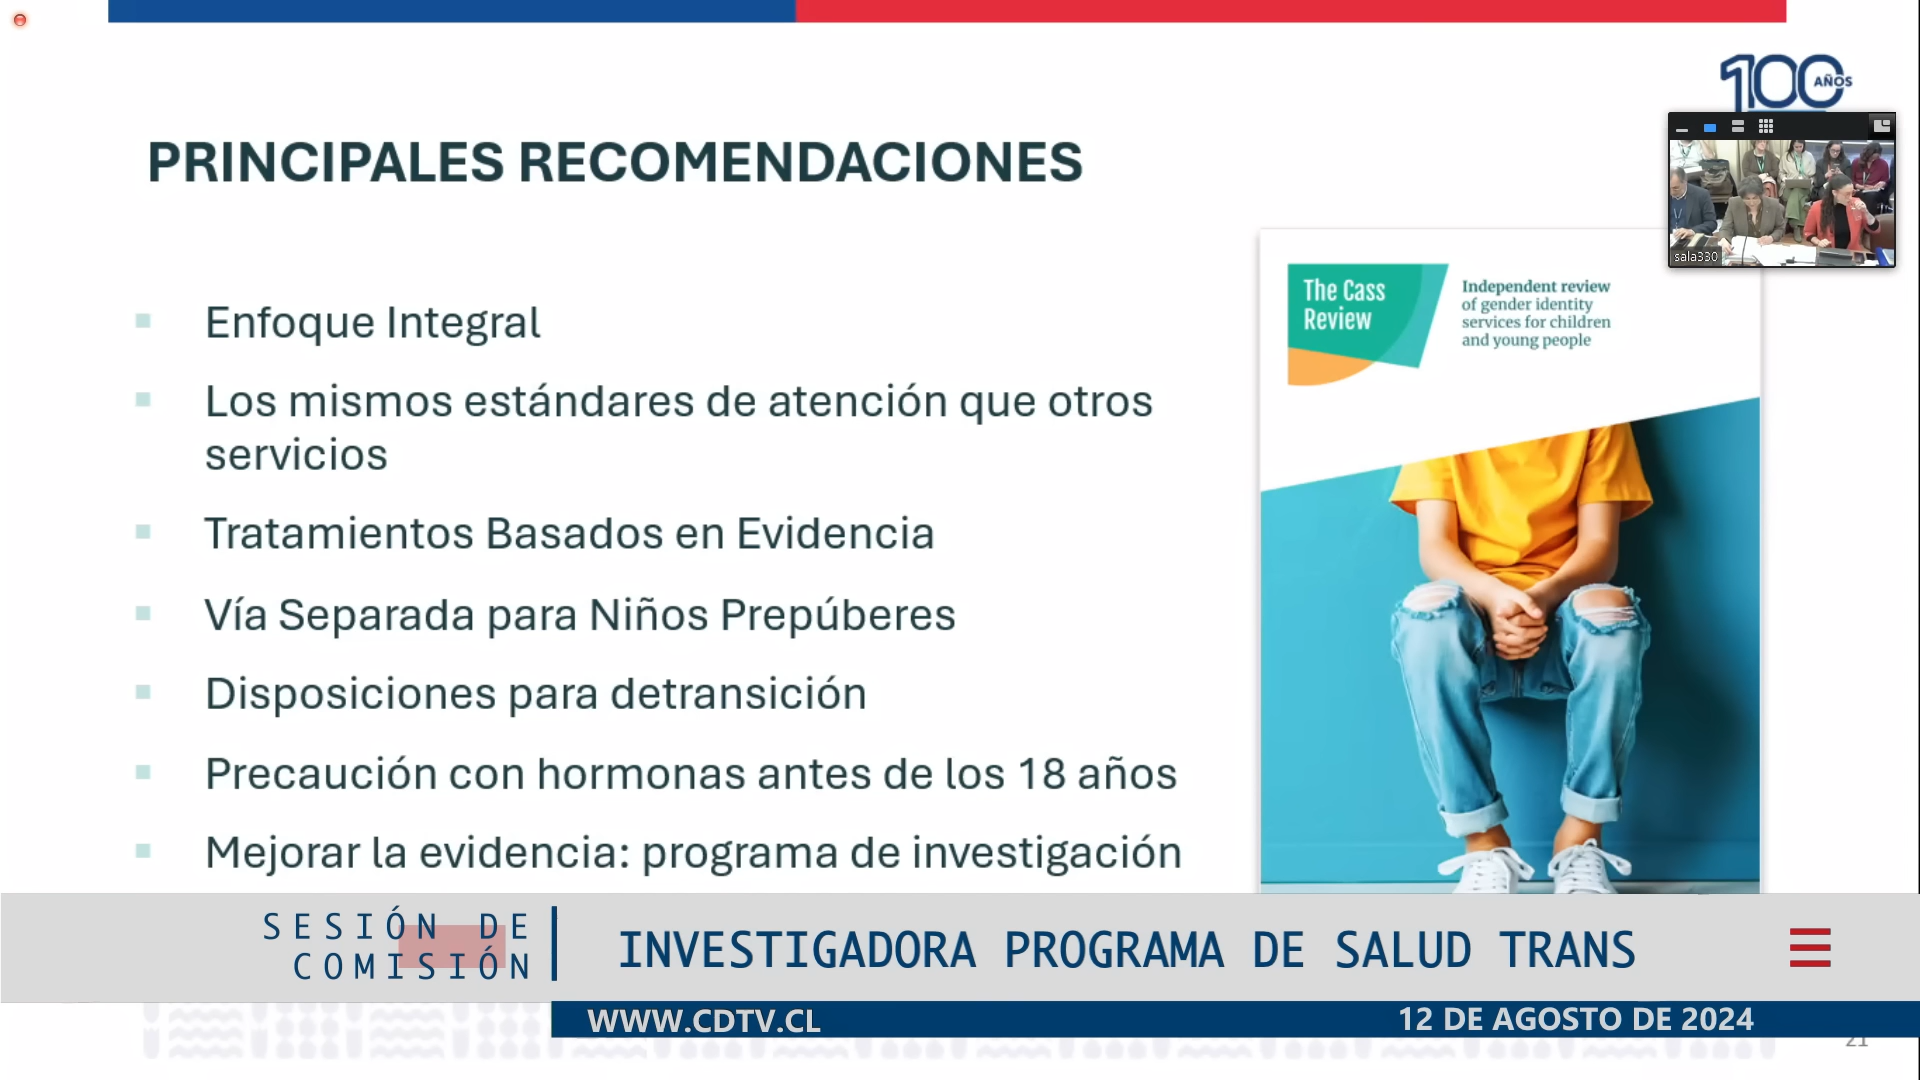 100 AÑOS
PRINCIPALES RECOMENDACIONES
sala330
The Cass
Review
Independent review
of gender identity
services for children
and young people
Enfoque Integral
Los mismos estándares de atención que otros
servicios
Tratamientos Basados en Evidencia
Vía Separada para Niños Prepúberes
Disposiciones para detransición
Precaución con hormonas antes de los 18 años
Mejorar la evidencia: programa de investigación
SESIÓN DE
COMISIÓN
INVESTIGADORA PROGRAMA DE SALUD TRANS
WWW.CDTV.CL
12 DE AGOSTO DE 2024
21